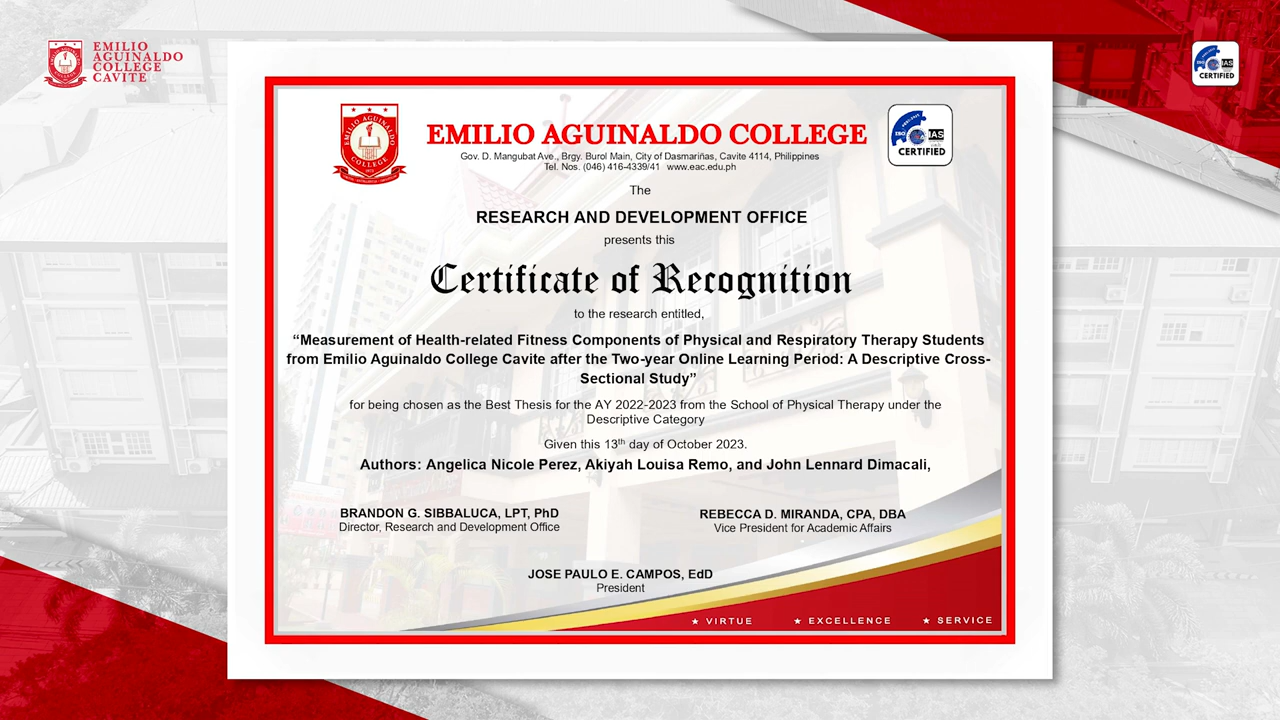 EMILIO
AGUINALDO
COLLEGE
CAVITE
ISO
IAS
CERTIFIED
EMILIO AGUINALDO
COLLEGE
EMILIO AGUINALDO COLLEGE
Gov. D. Mangubat Ave., Brgy. Burol Main, City of Dasmariñas, Cavite 4114, Philippines
Tel. Nos. (046) 416-4339/41 www.eac.edu.ph
ISO
IAS
CERTIFIED
The
RESEARCH AND DEVELOPMENT OFFICE
presents this
Certificate of Recognition
to the research entitled,
“Measurement of Health-related Fitness Components of Physical and Respiratory Therapy Students
from Emilio Aguinaldo College Cavite after the Two-year Online Learning Period: A Descriptive Cross-
Sectional Study”
for being chosen as the Best Thesis for the AY 2022-2023 from the School of Physical Therapy under the
Descriptive Category
Given this 13th day of October 2023.
Authors: Angelica Nicole Perez, Akiyah Louisa Remo, and John Lennard Dimacali,
BRANDON G. SIBBALUCA, LPT, PhD
Director, Research and Development Office
REBECCA D. MIRANDA, CPA, DBA
Vice President for Academic Affairs
JOSE PAULO E. CAMPOS, EdD
President
★ VIRTUE ★ EXCELLENCE ★ SERVICE